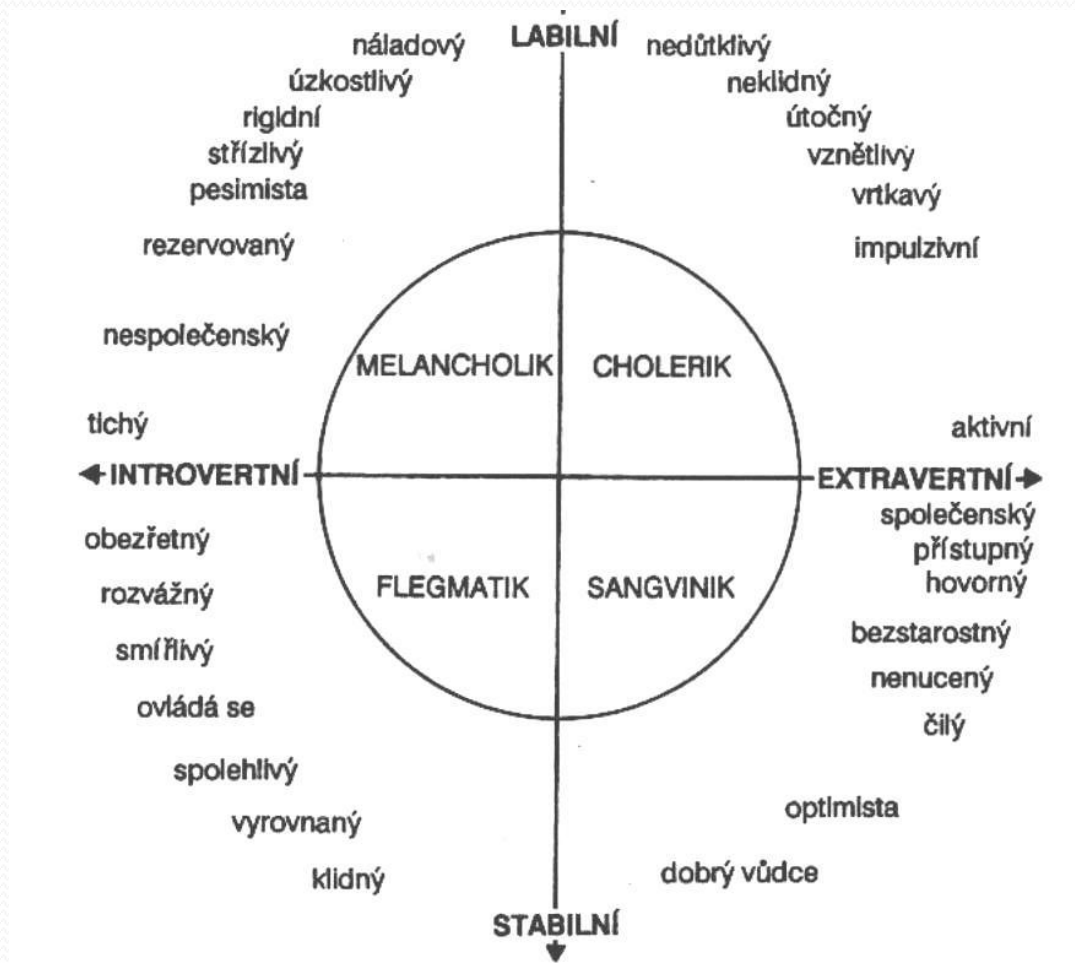 náladový LABILNÍ nedůtklivý
úzkostlivý neklidný
rigidní útočný
střízlivý vznětlivý
pesimista vrtkavý
rezervovaný impulzivní
nespolečenský
MELANCHOLIK CHOLERIK
tichý aktivní
INTROVERTNÍ EXTRAVERTNÍ
společenský
obezřetný přístupný
hovorný
FLEGMATIK SANGVINIK
rozvážný
bezstarostný
smířlivý
nenucený
ovládá se čilý
spolehlivý
optimista
vyrovnaný
klidný dobrý vůdce
STABILNÍ